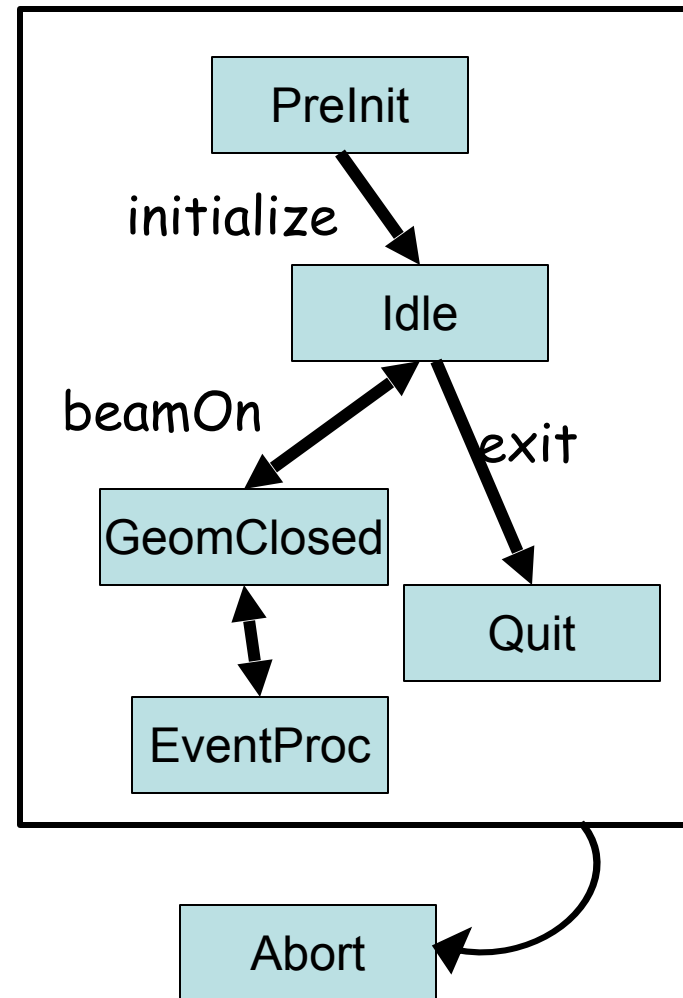 PreInit
initialize
Idle
beamOn
exit
GeomClosed
Quit
EventProc
Abort